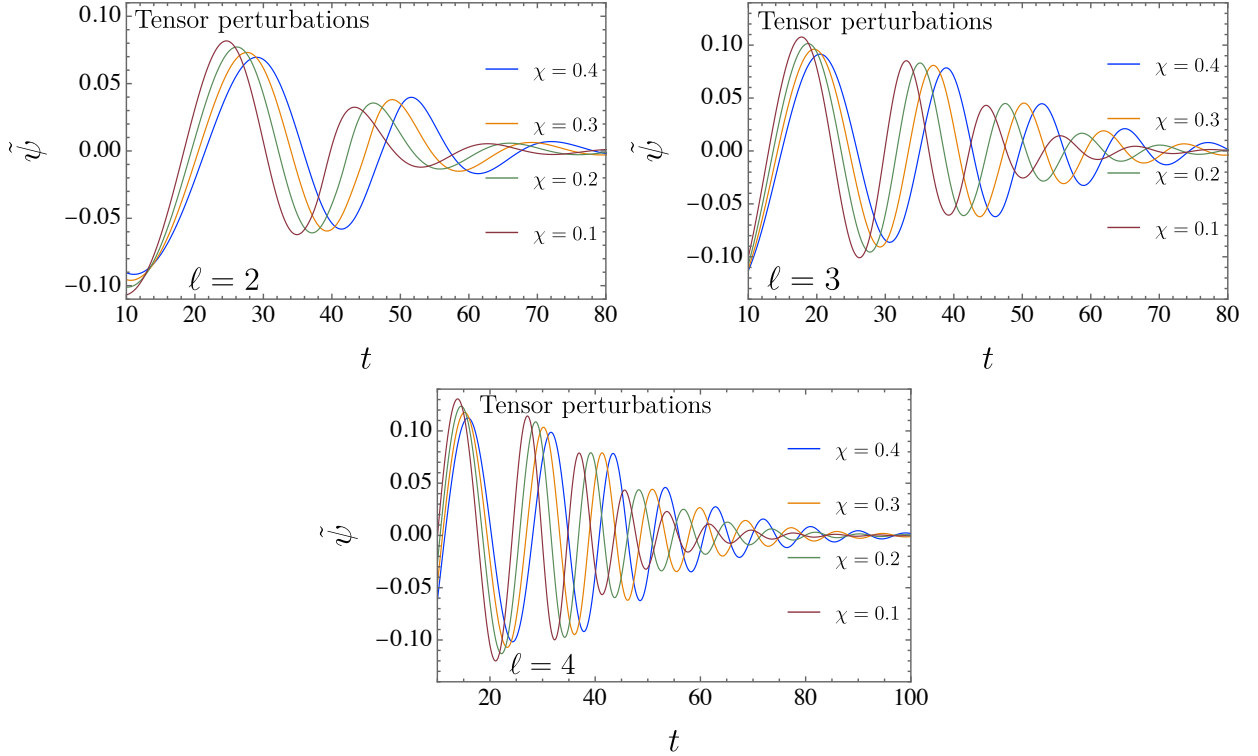 Tensor perturbations
0.10
0.05
0.00
−0.05
−0.10
ψ̃
χ = 0.4
χ = 0.3
χ = 0.2
χ = 0.1
ℓ = 2
10 20 30 40 50 60 70 80
t
Tensor perturbations
0.10
0.05
0.00
−0.05
−0.10
ψ̃
χ = 0.4
χ = 0.3
χ = 0.2
χ = 0.1
ℓ = 3
10 20 30 40 50 60 70 80
t
Tensor perturbations
0.10
0.05
0.00
−0.05
−0.10
ψ̃
χ = 0.4
χ = 0.3
χ = 0.2
χ = 0.1
ℓ = 4
20 40 60 80 100
t